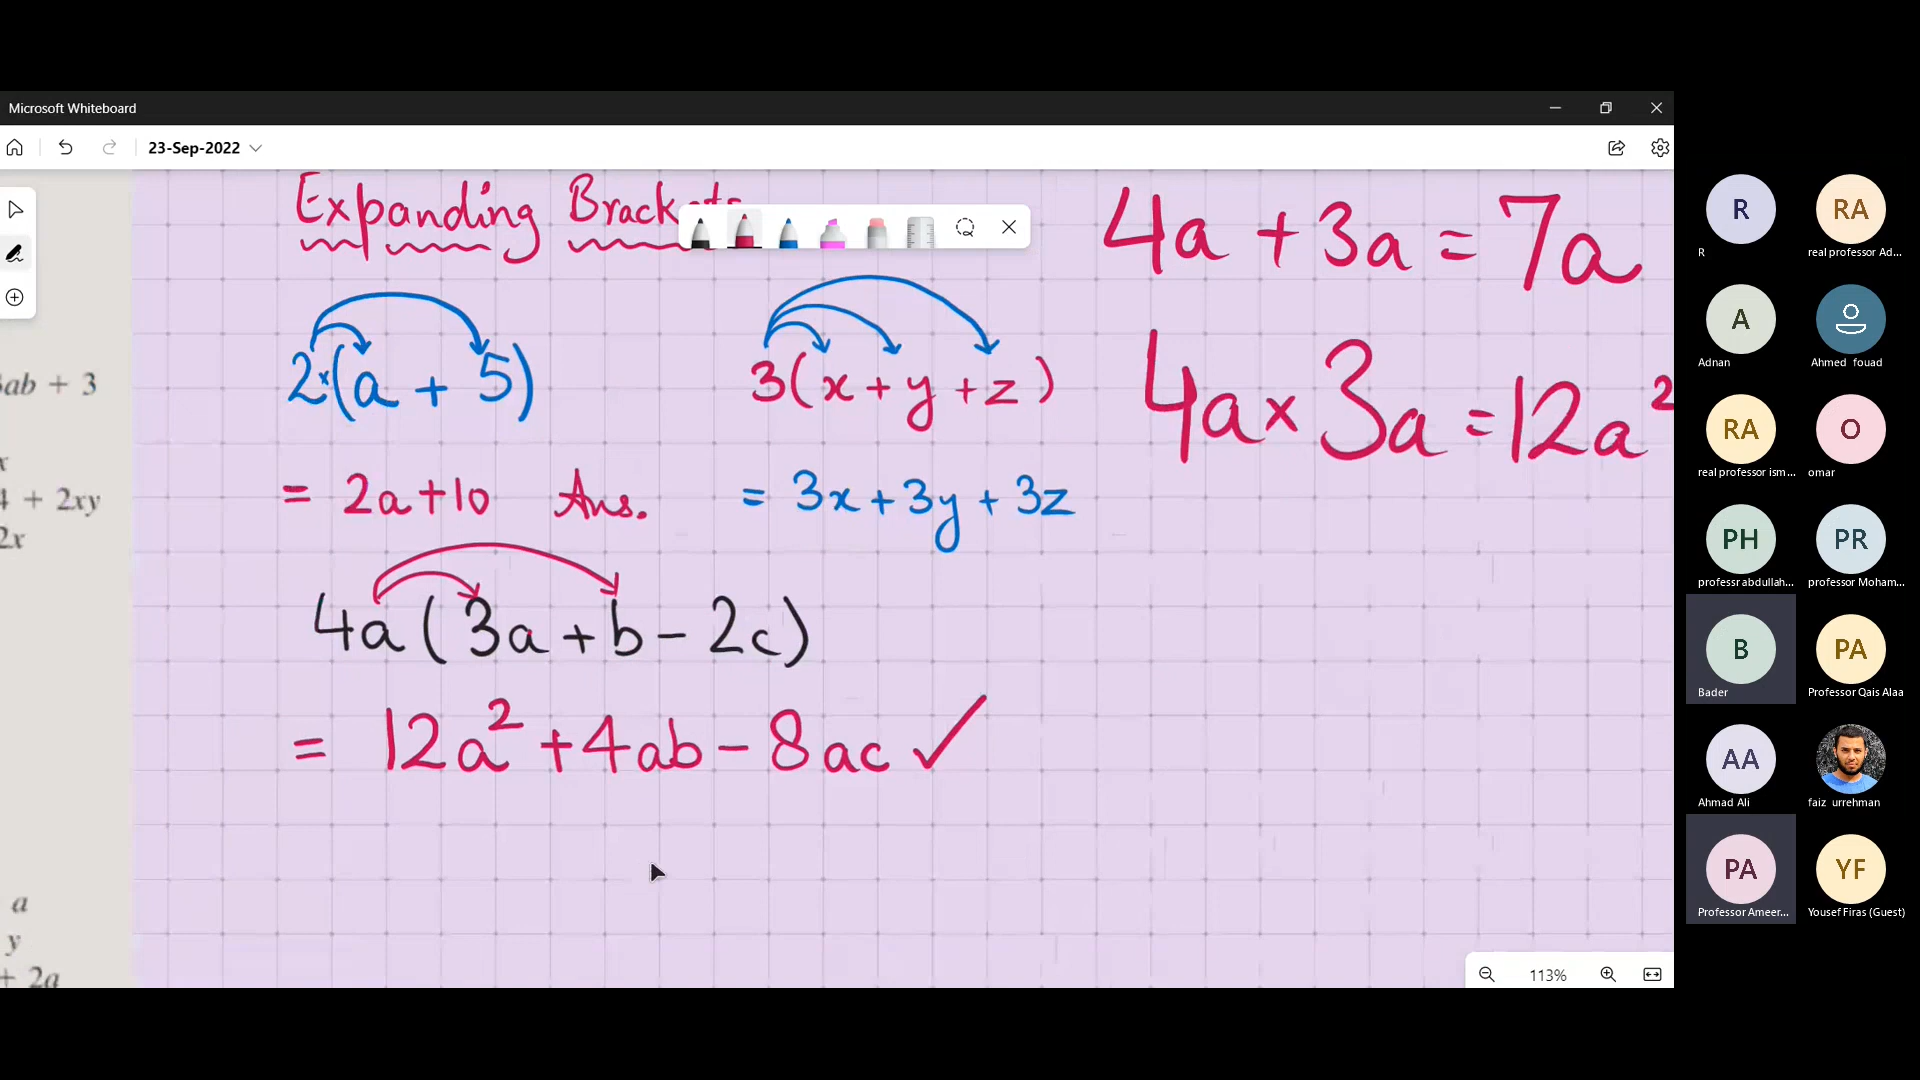 Microsoft Whiteboard
23-Sep-2022
Expanding Brackets
4a + 3a = 7a
2×(a + 5)
3(x + y + z)
4a × 3a = 12a²
= 2a + 10 Ans.
= 3x + 3y + 3z
4a(3a + b - 2c)
= 12a² + 4ab - 8ac ✓
ab + 3
+ 2xy
2x
a
y
+ 2a
113%
R
R
RA
real professor Ad...
A
Adnan
Ahmed fouad
RA
real professor ism...
O
omar
PH
professr abdullah...
PR
professor Moham...
B
Bader
PA
Professor Qais Alaa
AA
Ahmad Ali
faiz urrehman
PA
Professor Ameer...
YF
Yousef Firas (Guest)